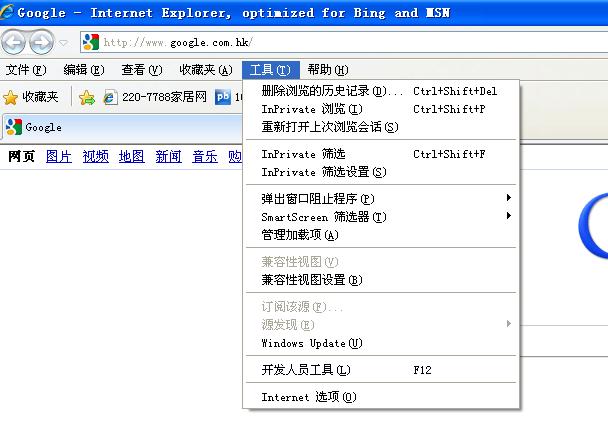 Google - Internet Explorer, optimized for Bing and MSN
http://www.google.com.hk/
文件(F) 编辑(E) 查看(V) 收藏夹(A) 工具(T) 帮助(H)
收藏夹 220-7788家居网 pb 10
Google
网页 图片 视频 地图 新闻 音乐 购
删除浏览的历史记录(D)... Ctrl+Shift+Del
InPrivate 浏览(I) Ctrl+Shift+P
重新打开上次浏览会话(S)
InPrivate 筛选 Ctrl+Shift+F
InPrivate 筛选设置(S)
弹出窗口阻止程序(P)
SmartScreen 筛选器(T)
管理加载项(A)
兼容性视图(V)
兼容性视图设置(B)
订阅该源(F)...
源发现(E)
Windows Update(U)
开发人员工具(L) F12
Internet 选项(O)